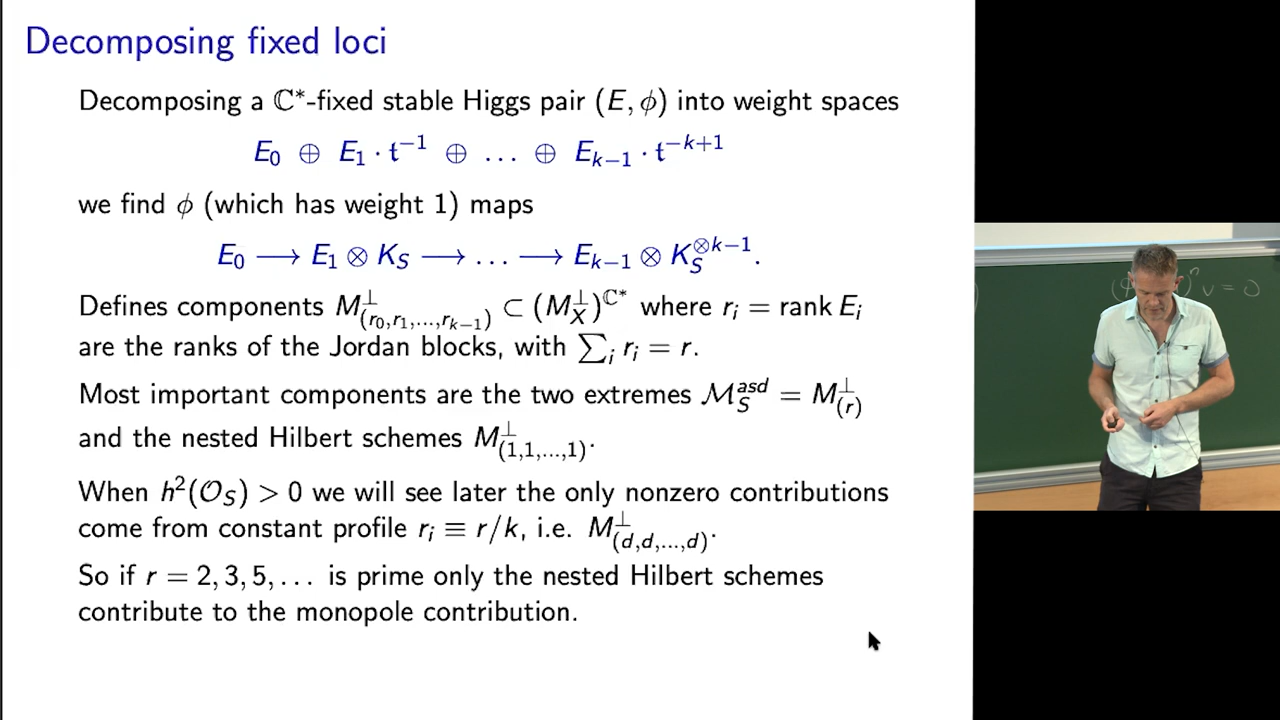 Decomposing fixed loci
Decomposing a ℂ*-fixed stable Higgs pair (E, ϕ) into weight spaces
E₀ ⊕ E₁ · 𝔱⁻¹ ⊕ … ⊕ Eₖ₋₁ · 𝔱⁻ᵏ⁺¹
we find ϕ (which has weight 1) maps
E₀ ⟶ E₁ ⊗ K_S ⟶ … ⟶ Eₖ₋₁ ⊗ K_S^{⊗k−1}.
Defines components M^⊥_{(r₀,r₁,…,rₖ₋₁)} ⊂ (M^⊥_X)^{ℂ*} where rᵢ = rank Eᵢ
are the ranks of the Jordan blocks, with ∑ᵢ rᵢ = r.
Most important components are the two extremes ℳ_S^{asd} = M^⊥_{(r)}
and the nested Hilbert schemes M^⊥_{(1,1,…,1)}.
When h²(𝒪_S) > 0 we will see later the only nonzero contributions
come from constant profile rᵢ ≡ r/k, i.e. M^⊥_{(d,d,…,d)}.
So if r = 2, 3, 5, … is prime only the nested Hilbert schemes
contribute to the monopole contribution.
v = 0